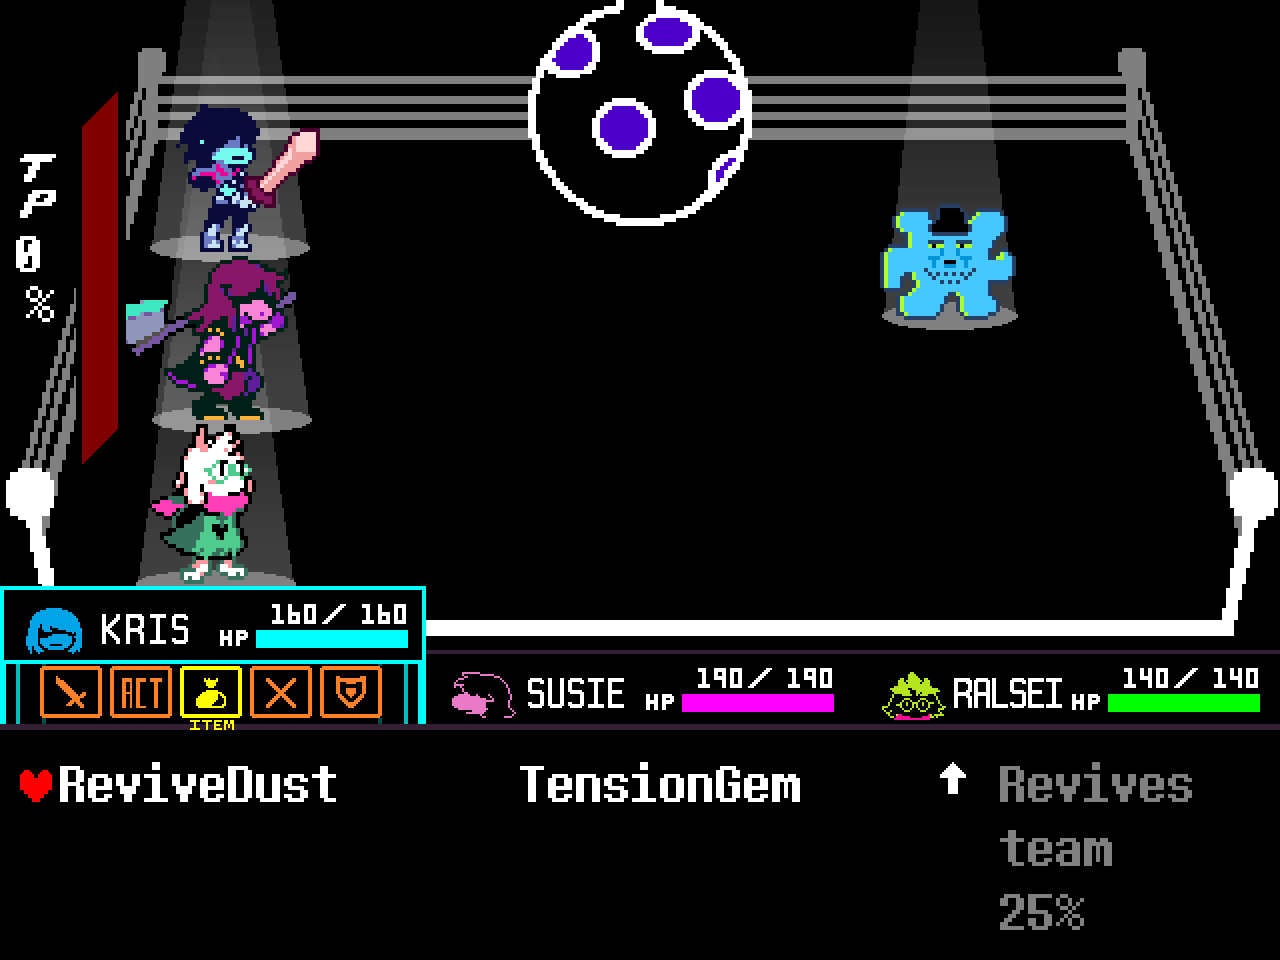 TP
0
%
KRIS HP 160/ 160
ACT
ITEM
SUSIE HP 190/ 190
RALSEI HP 140/ 140
ReviveDust TensionGem Revives
team
25%